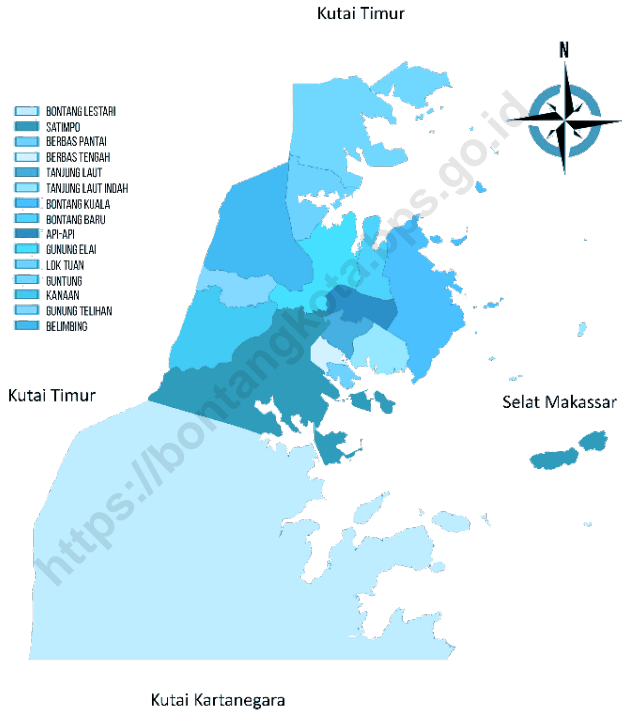 Kutai Timur
N
BONTANG LESTARI
SATIMPO
BERBAS PANTAI
BERBAS TENGAH
TANJUNG LAUT
TANJUNG LAUT INDAH
BONTANG KUALA
BONTANG BARU
API-API
GUNUNG ELAI
LOK TUAN
GUNTUNG
KANAAN
GUNUNG TELIHAN
BELIMBING
Kutai Timur
Selat Makassar
https://bontangkota.bps.go.id
Kutai Kartanegara